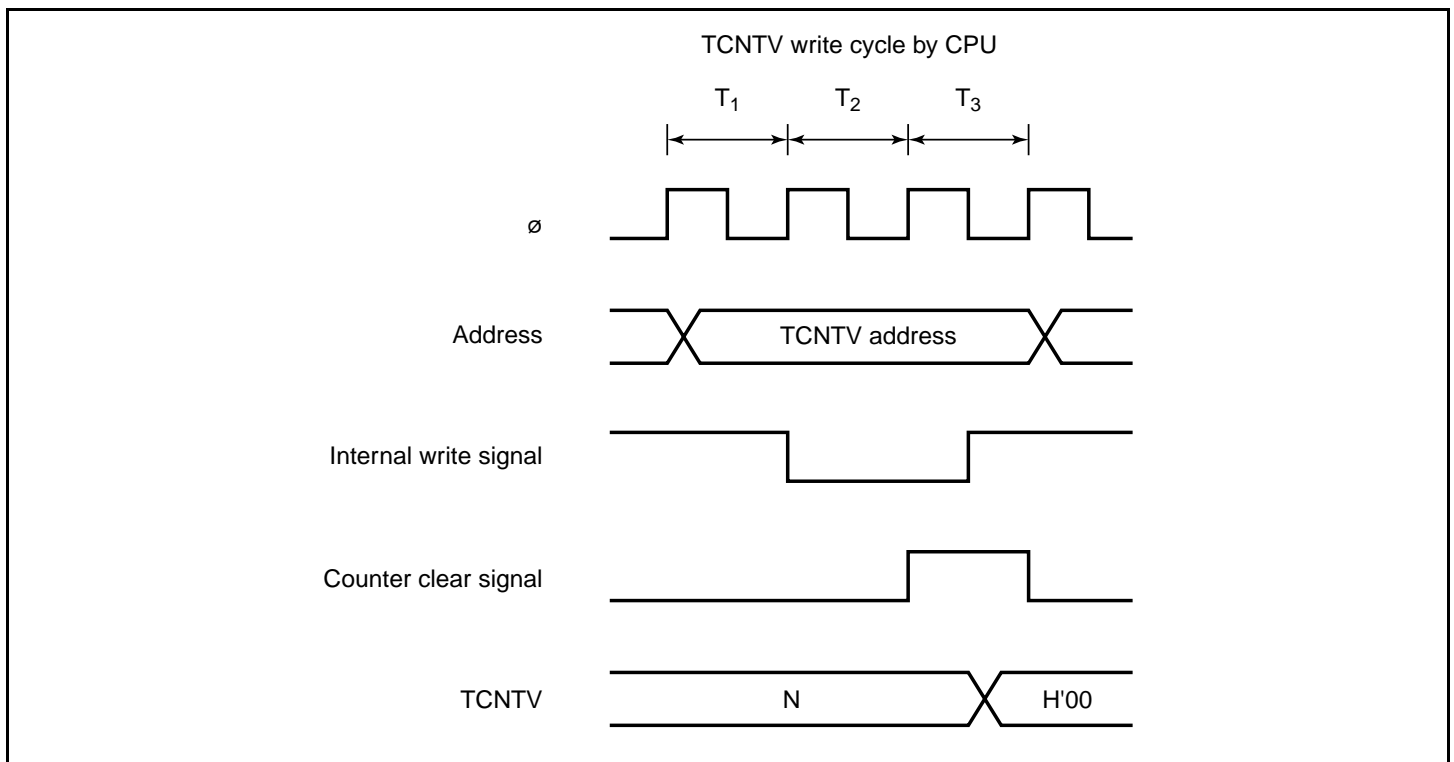 TCNTV write cycle by CPU
T1 T2 T3
ø
Address TCNTV address
Internal write signal
Counter clear signal
TCNTV N H'00